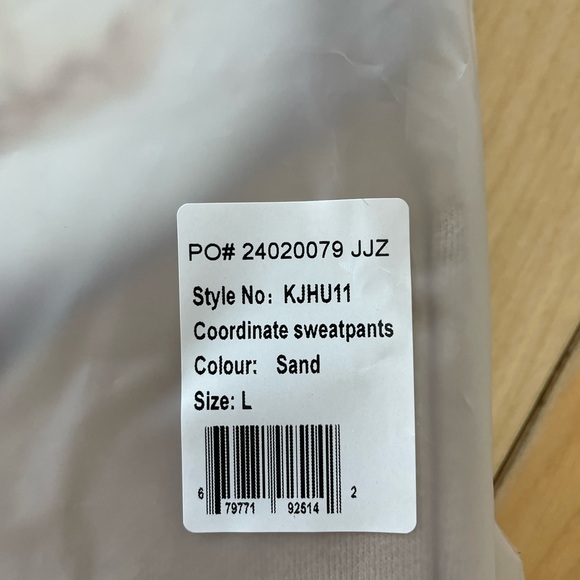 PO# 24020079 JJZ
Style No: KJHU11
Coordinate sweatpants
Colour: Sand
Size: L
6 79771 92514 2